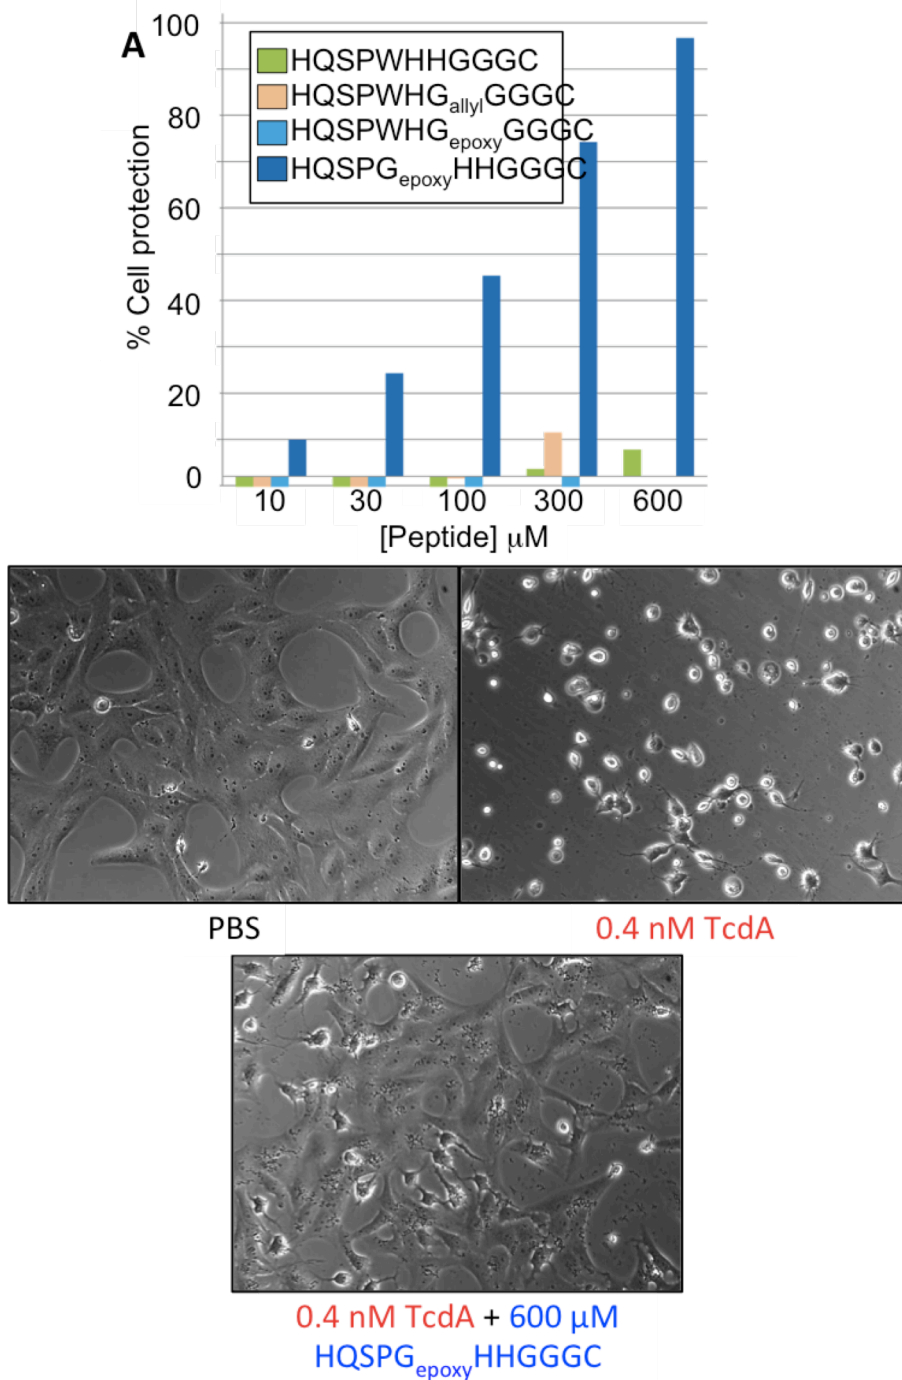 A
100
80
60
40
20
0
% Cell protection
HQSPWHHGGGC
HQSPWHGallylGGGC
HQSPWHGepoxyGGGC
HQSPGepoxyHHGGGC
10 30 100 300 600
[Peptide] μM
PBS
0.4 nM TcdA
0.4 nM TcdA + 600 μM
HQSPGepoxyHHGGGC